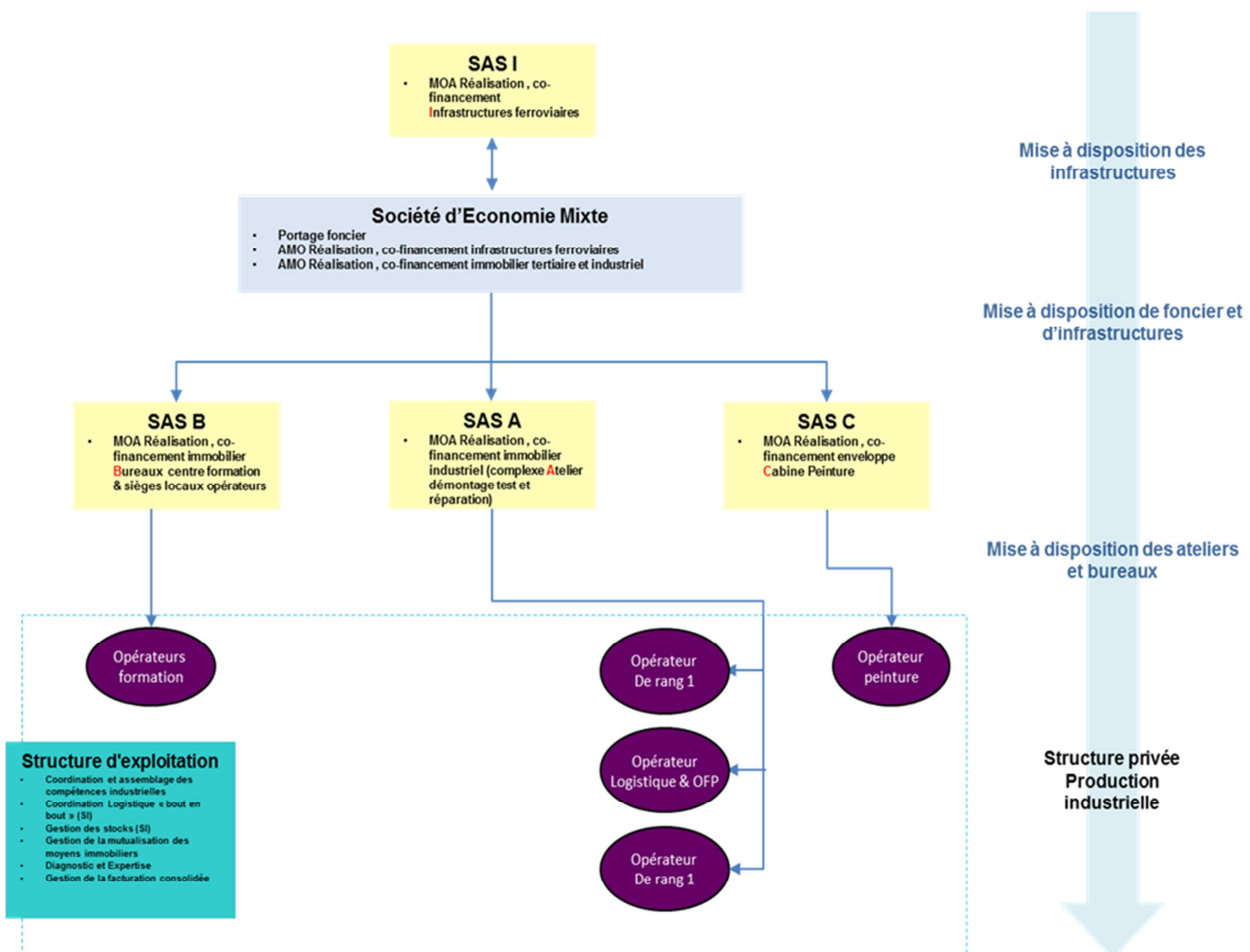 SAS I
• MOA Réalisation , co-
financement
Infrastructures ferroviaires
Mise à disposition des
infrastructures
Société d'Economie Mixte
• Portage foncier
• AMO Réalisation , co-financement infrastructures ferroviaires
• AMO Réalisation , co-financement immobilier tertiaire et industriel
Mise à disposition de foncier et
d'infrastructures
SAS B
• MOA Réalisation , co-
financement immobilier
Bureaux centre formation
& sièges locaux opérateurs
SAS A
• MOA Réalisation , co-
financement immobilier
industriel (complexe Atelier
démontage test et
réparation)
SAS C
• MOA Réalisation , co-
financement enveloppe
Cabine Peinture
Mise à disposition des ateliers
et bureaux
Opérateurs
formation
Opérateur
De rang 1
Opérateur
peinture
Opérateur
Logistique & OFP
Opérateur
De rang 1
Structure d'exploitation
• Coordination et assemblage des
compétences industrielles
• Coordination Logistique « bout en
bout » (SI)
• Gestion des stocks (SI)
• Gestion de la mutualisation des
moyens immobiliers
• Diagnostic et Expertise
• Gestion de la facturation consolidée
Structure privée
Production
industrielle